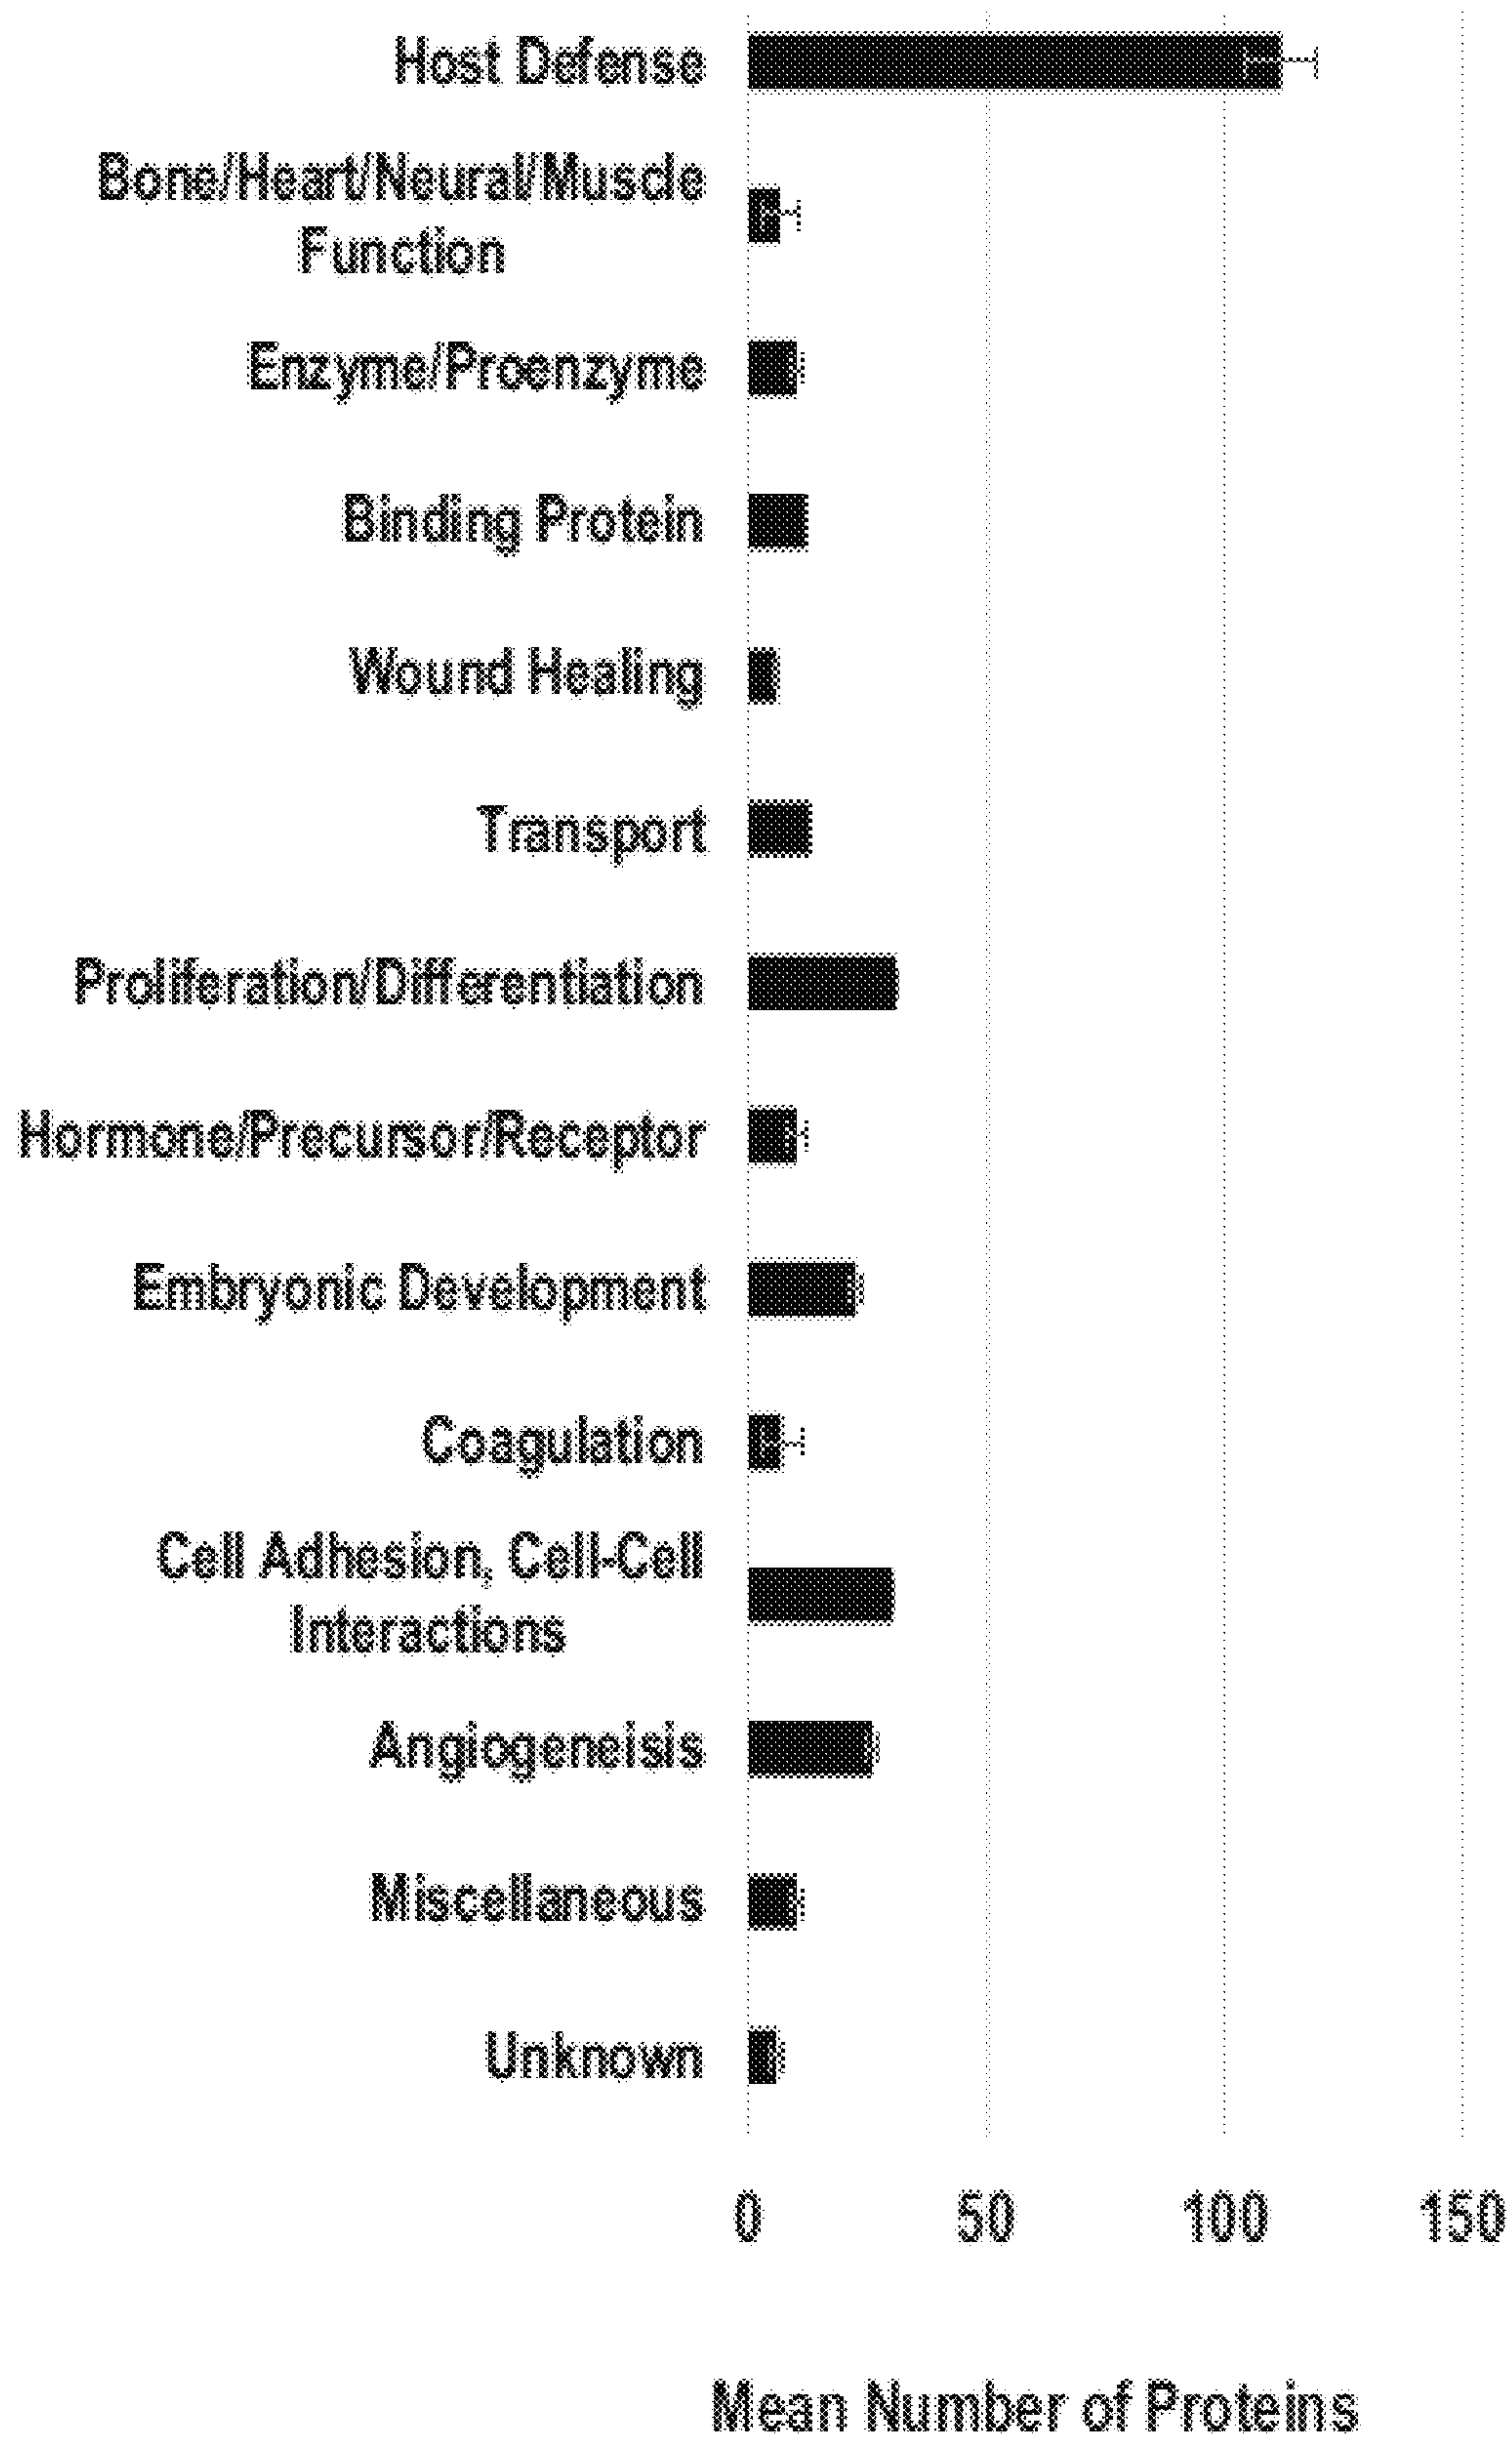 Host Defense
Bone/Heart/Neural/Muscle
Function
Enzyme/Proenzyme
Binding Protein
Wound Healing
Transport
Proliferation/Differentiation
Hormone/Precursor/Receptor
Embryonic Development
Coagulation
Cell Adhesion, Cell-Cell
Interactions
Angiogeneisis
Miscellaneous
Unknown
0 50 100 150
Mean Number of Proteins